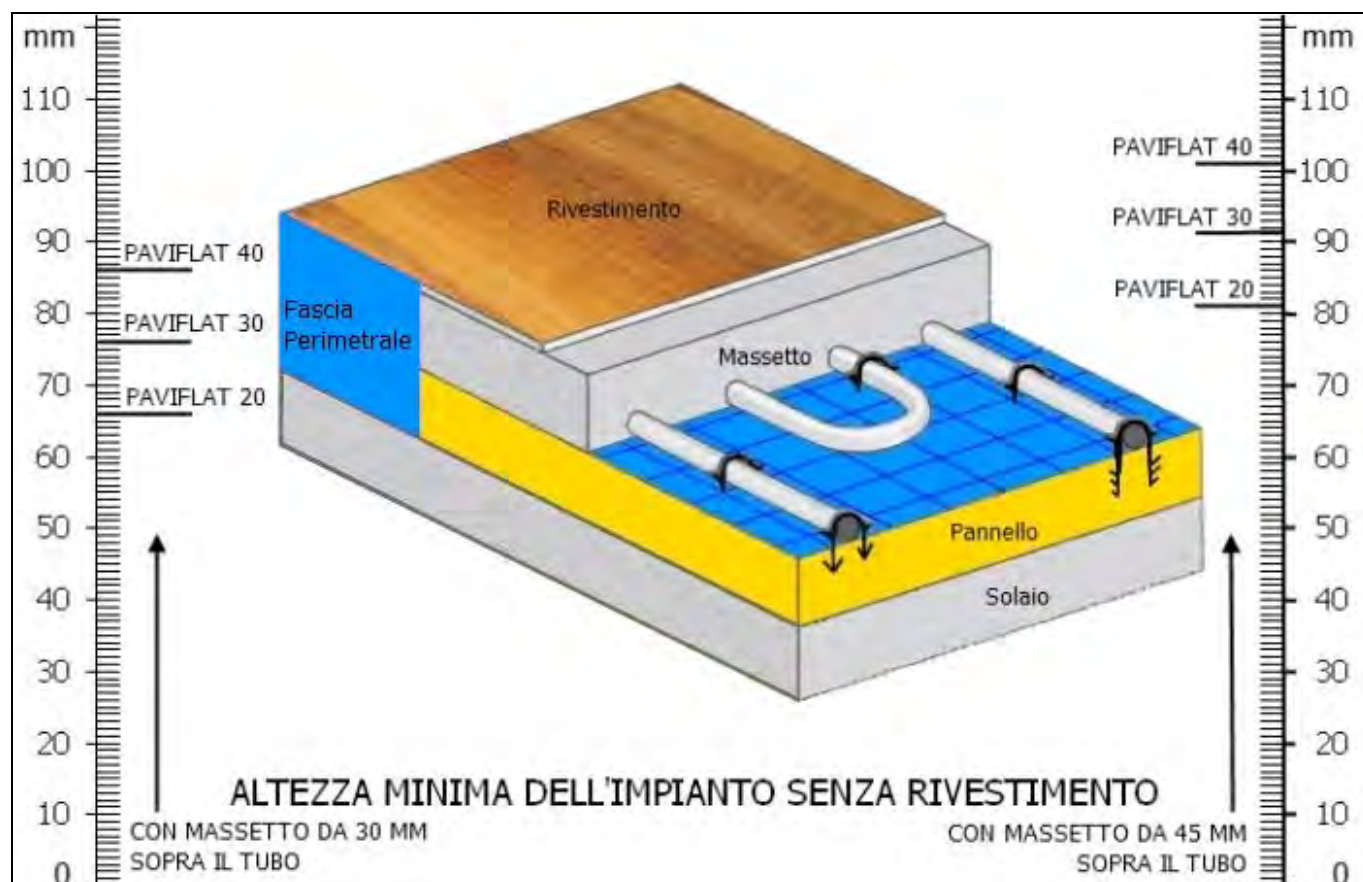 mm
110
100
90
80
70
60
50
40
30
20
10
0
PAVIFLAT 40
PAVIFLAT 30
PAVIFLAT 20
Rivestimento
Fascia
Perimetrale
Massetto
Pannello
Solaio
mm
110
100
90
80
70
60
50
40
30
20
10
0
PAVIFLAT 40
PAVIFLAT 30
PAVIFLAT 20
ALTEZZA MINIMA DELL'IMPIANTO SENZA RIVESTIMENTO
CON MASSETTO DA 30 MM
SOPRA IL TUBO
CON MASSETTO DA 45 MM
SOPRA IL TUBO